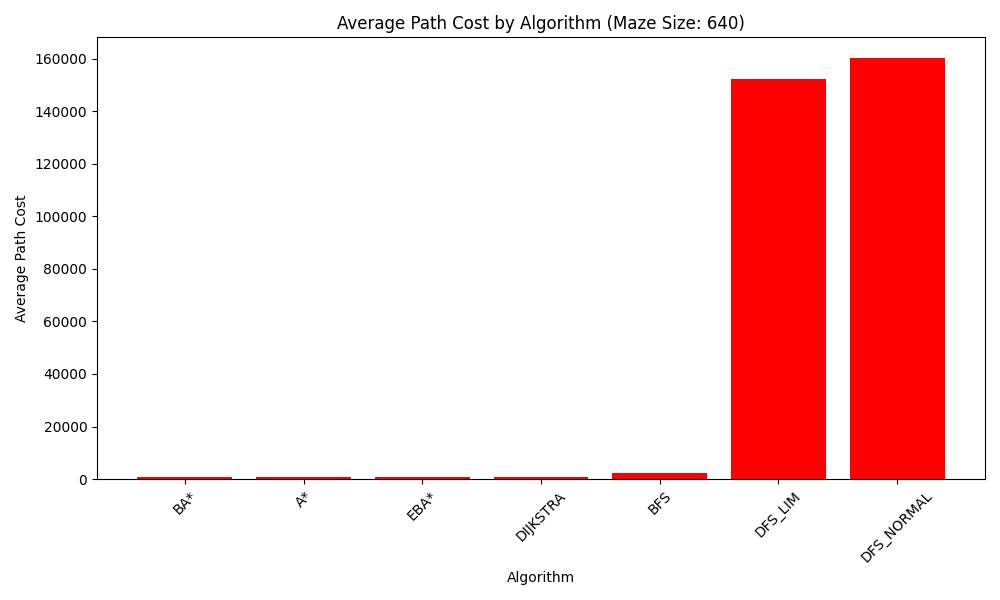 Average Path Cost by Algorithm (Maze Size: 640)
Average Path Cost
160000
140000
120000
100000
80000
60000
40000
20000
0
BA*
A*
EBA*
DIJKSTRA
BFS
DFS_LIM
DFS_NORMAL
Algorithm